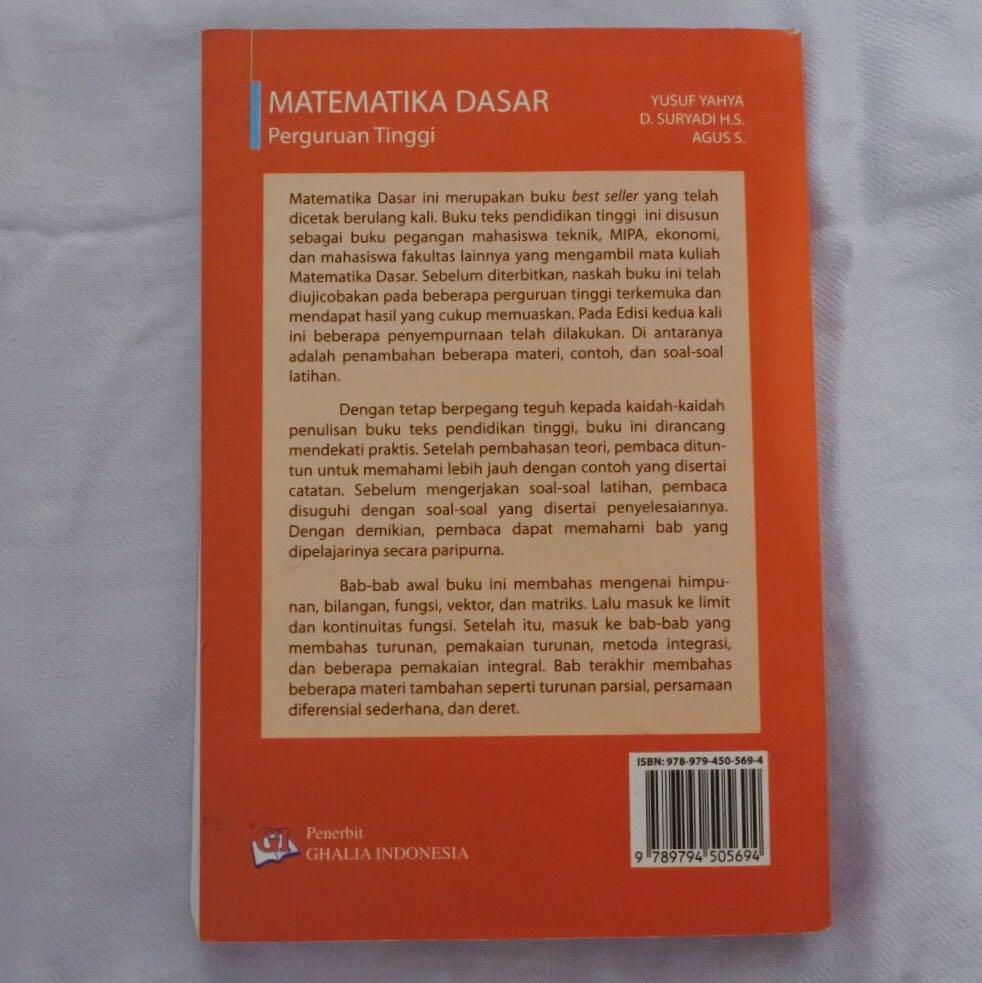 MATEMATIKA DASAR
Perguruan Tinggi
YUSUF YAHYA
D. SURYADI H.S.
AGUS S.
Matematika Dasar ini merupakan buku best seller yang telah
dicetak berulang kali. Buku teks pendidikan tinggi ini disusun
sebagai buku pegangan mahasiswa teknik, MIPA, ekonomi,
dan mahasiswa fakultas lainnya yang mengambil mata kuliah
Matematika Dasar. Sebelum diterbitkan, naskah buku ini telah
diujicobakan pada beberapa perguruan tinggi terkemuka dan
mendapat hasil yang cukup memuaskan. Pada Edisi kedua kali
ini beberapa penyempurnaan telah dilakukan. Di antaranya
adalah penambahan beberapa materi, contoh, dan soal-soal
latihan.
Dengan tetap berpegang teguh kepada kaidah-kaidah
penulisan buku teks pendidikan tinggi, buku ini dirancang
mendekati praktis. Setelah pembahasan teori, pembaca ditun-
tun untuk memahami lebih jauh dengan contoh yang disertai
catatan. Sebelum mengerjakan soal-soal latihan, pembaca
disuguhi dengan soal-soal yang disertai penyelesaiannya.
Dengan demikian, pembaca dapat memahami bab yang
dipelajarinya secara paripurna.
Bab-bab awal buku ini membahas mengenai himpu-
nan, bilangan, fungsi, vektor, dan matriks. Lalu masuk ke limit
dan kontinuitas fungsi. Setelah itu, masuk ke bab-bab yang
membahas turunan, pemakaian turunan, metoda integrasi,
dan beberapa pemakaian integral. Bab terakhir membahas
beberapa materi tambahan seperti turunan parsial, persamaan
diferensial sederhana, dan deret.
ISBN: 978-979-450-569-4
9 789794 505694
GI
Penerbit
GHALIA INDONESIA